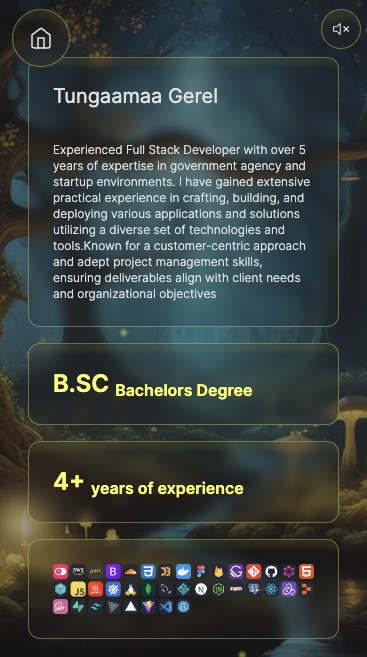 Tungaamaa Gerel
Experienced Full Stack Developer with over 5
years of expertise in government agency and
startup environments. I have gained extensive
practical experience in crafting, building, and
deploying various applications and solutions
utilizing a diverse set of technologies and
tools.Known for a customer-centric approach
and adept project management skills,
ensuring deliverables align with client needs
and organizational objectives
B.SC Bachelors Degree
4+ years of experience
aws
JS